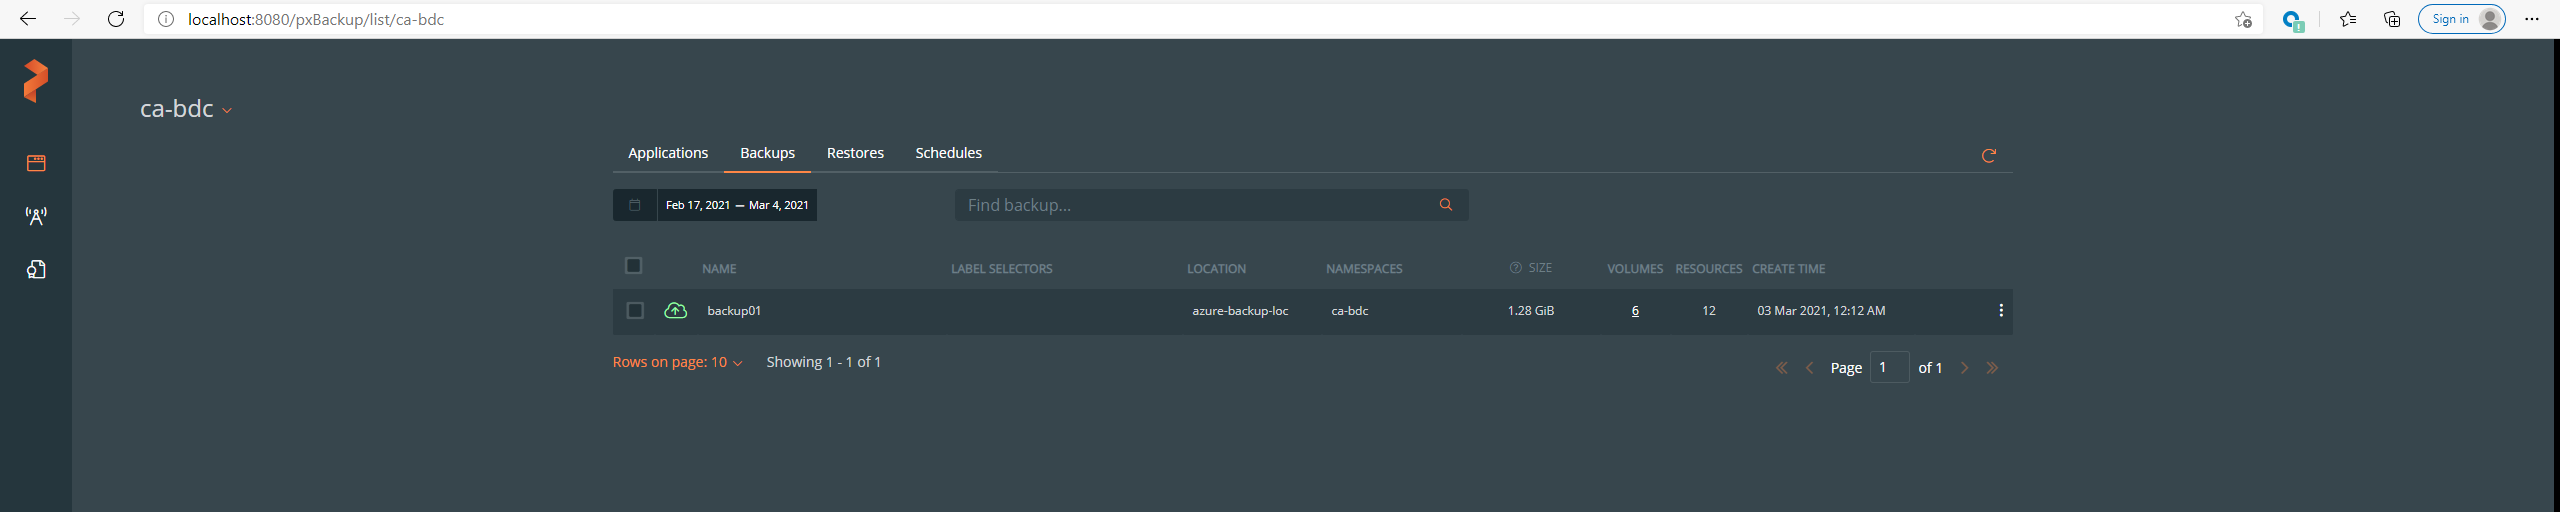 localhost:8080/pxBackup/list/ca-bdc
Sign in
ca-bdc
Applications Backups Restores Schedules
Feb 17, 2021 — Mar 4, 2021
Find backup...
NAME LABEL SELECTORS LOCATION NAMESPACES SIZE VOLUMES RESOURCES CREATE TIME
backup01 azure-backup-loc ca-bdc 1.28 GiB 6 12 03 Mar 2021, 12:12 AM
Rows on page: 10 Showing 1 - 1 of 1
Page 1 of 1